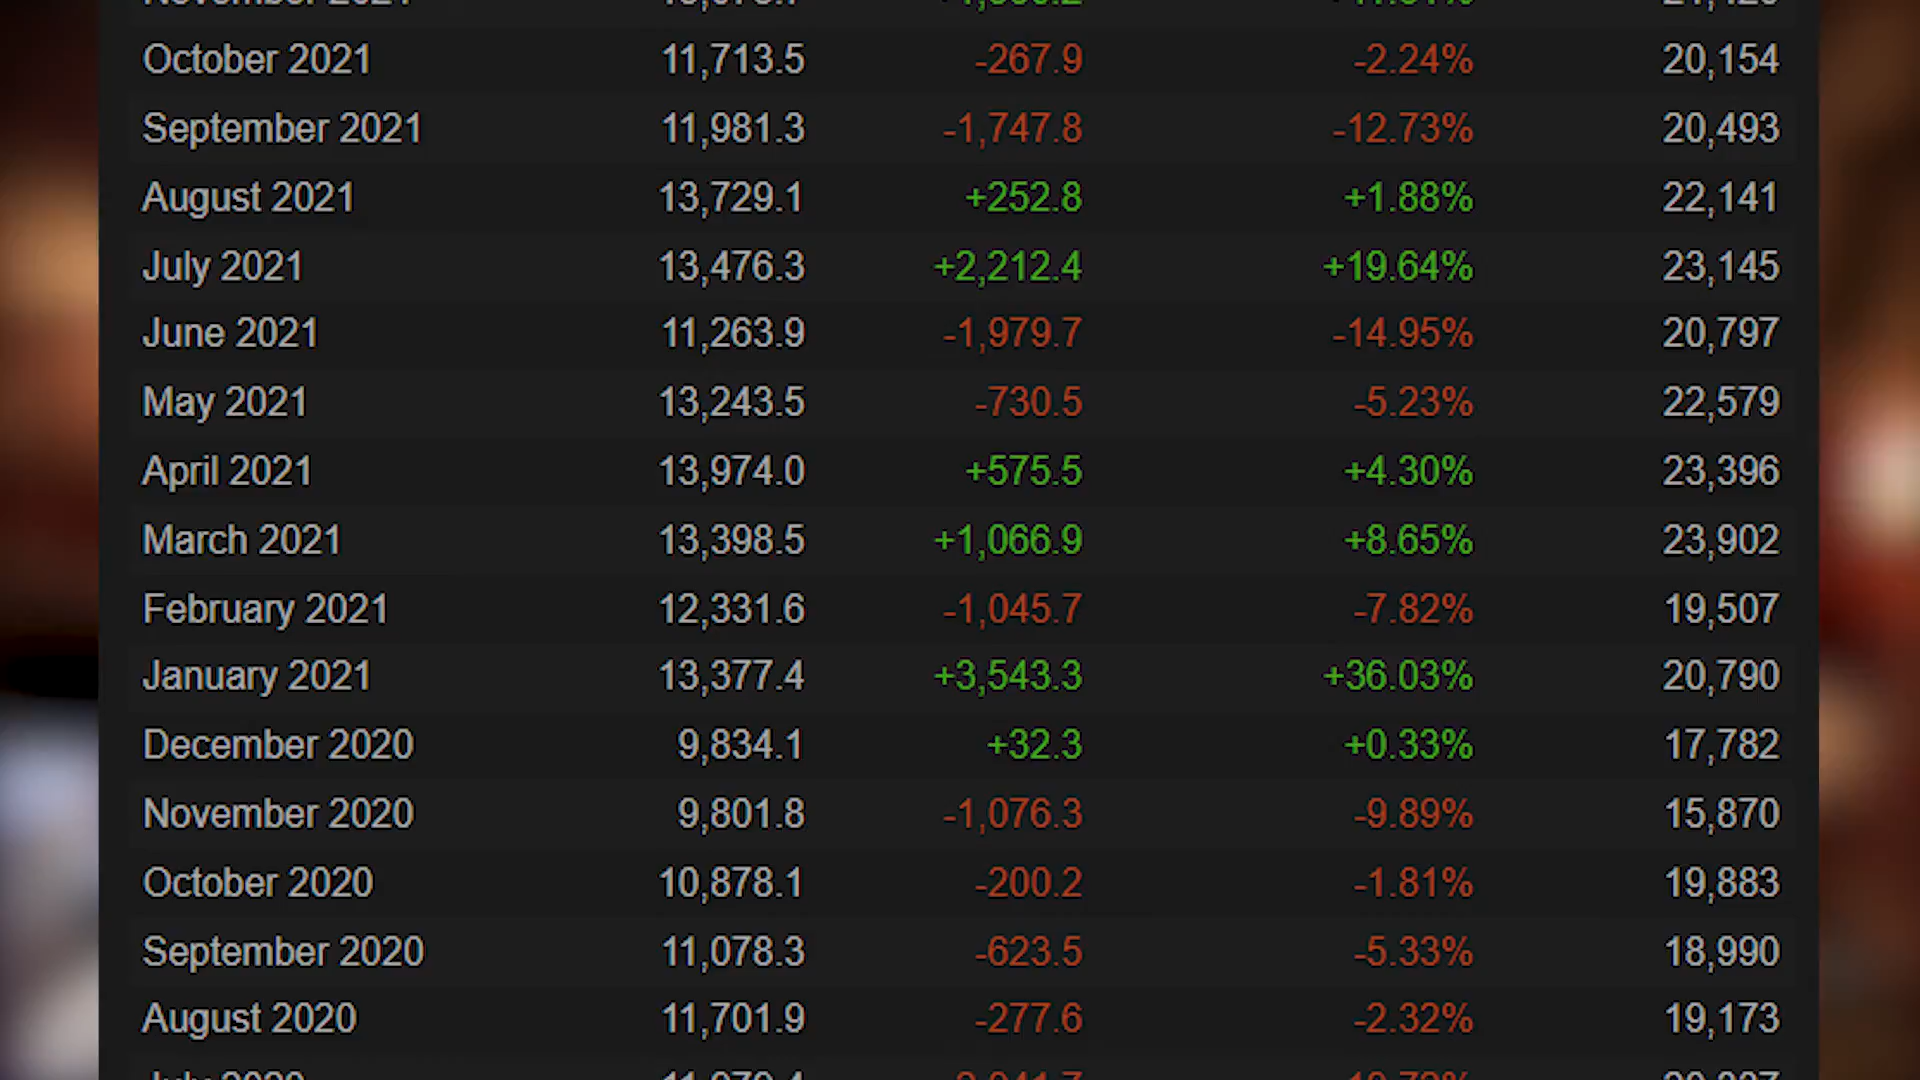 October 2021 11,713.5 -267.9 -2.24% 20,154
September 2021 11,981.3 -1,747.8 -12.73% 20,493
August 2021 13,729.1 +252.8 +1.88% 22,141
July 2021 13,476.3 +2,212.4 +19.64% 23,145
June 2021 11,263.9 -1,979.7 -14.95% 20,797
May 2021 13,243.5 -730.5 -5.23% 22,579
April 2021 13,974.0 +575.5 +4.30% 23,396
March 2021 13,398.5 +1,066.9 +8.65% 23,902
February 2021 12,331.6 -1,045.7 -7.82% 19,507
January 2021 13,377.4 +3,543.3 +36.03% 20,790
December 2020 9,834.1 +32.3 +0.33% 17,782
November 2020 9,801.8 -1,076.3 -9.89% 15,870
October 2020 10,878.1 -200.2 -1.81% 19,883
September 2020 11,078.3 -623.5 -5.33% 18,990
August 2020 11,701.9 -277.6 -2.32% 19,173